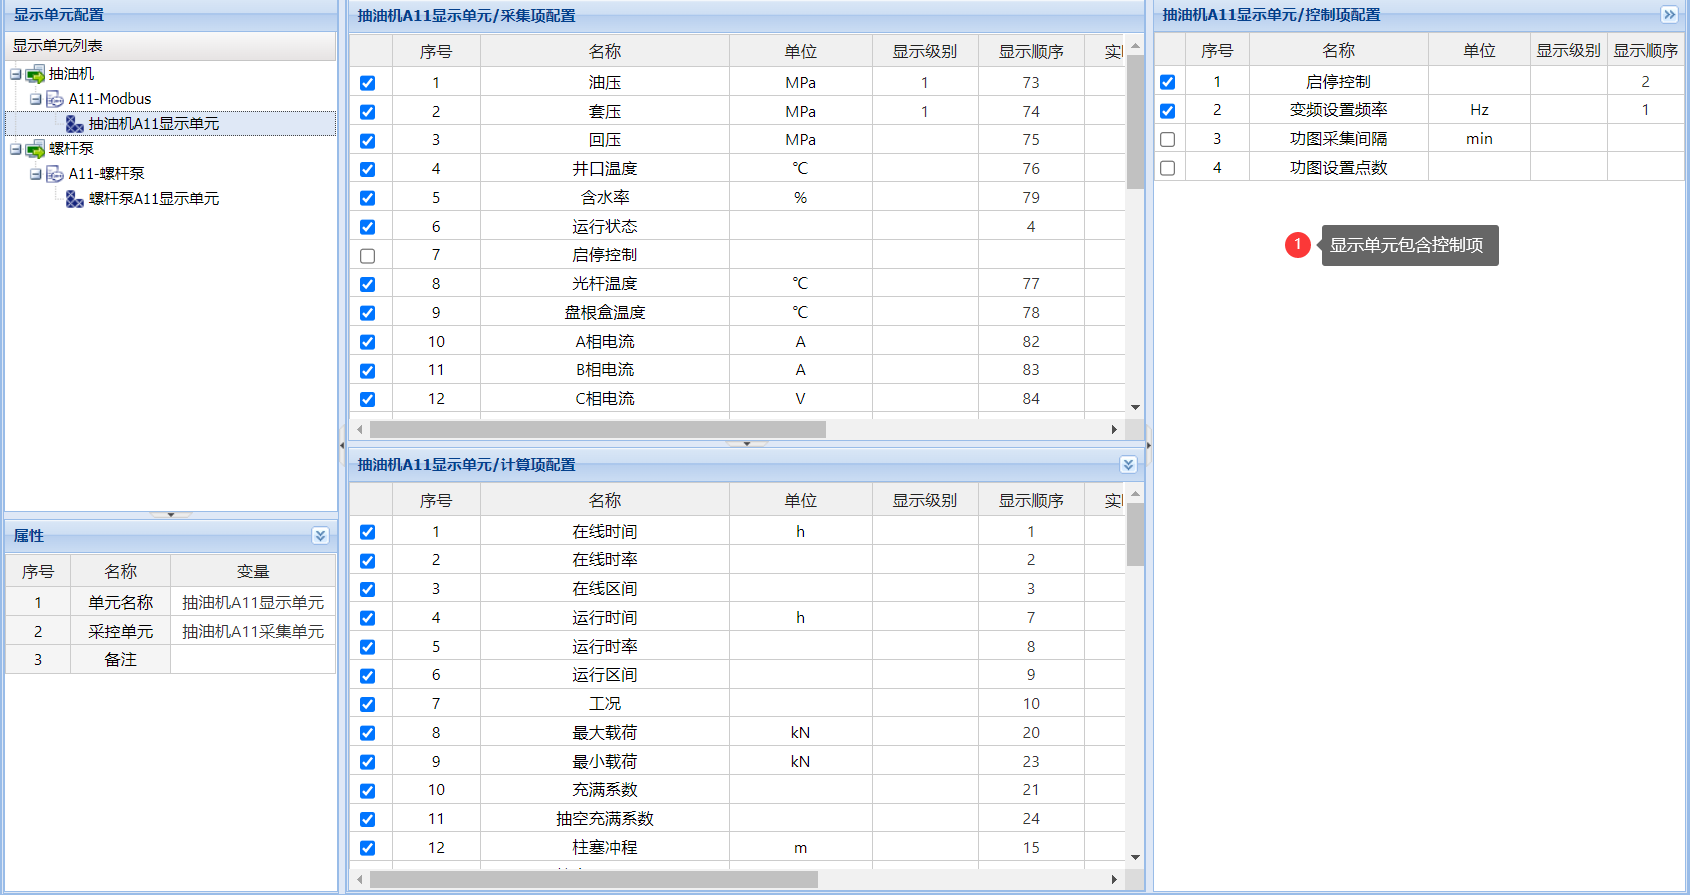 显示单元配置
显示单元列表
抽油机
A11-Modbus
抽油机A11显示单元
螺杆泵
A11-螺杆泵
螺杆泵A11显示单元
属性
序号 名称 变量
1 单元名称 抽油机A11显示单元
2 采控单元 抽油机A11采集单元
3 备注
抽油机A11显示单元/采集项配置
序号 名称 单位 显示级别 显示顺序 实
1 油压 MPa 1 73
2 套压 MPa 1 74
3 回压 MPa 75
4 井口温度 ℃ 76
5 含水率 % 79
6 运行状态 4
7 启停控制
8 光杆温度 ℃ 77
9 盘根盒温度 ℃ 78
10 A相电流 A 82
11 B相电流 A 83
12 C相电流 V 84
抽油机A11显示单元/计算项配置
序号 名称 单位 显示级别 显示顺序 实
1 在线时间 h 1
2 在线时率 2
3 在线区间 3
4 运行时间 h 7
5 运行时率 8
6 运行区间 9
7 工况 10
8 最大载荷 kN 20
9 最小载荷 kN 23
10 充满系数 21
11 抽空充满系数 24
12 柱塞冲程 m 15
抽油机A11显示单元/控制项配置
序号 名称 单位 显示级别 显示顺序
1 启停控制 2
2 变频设置频率 Hz 1
3 功图采集间隔 min
4 功图设置点数
1 显示单元包含控制项